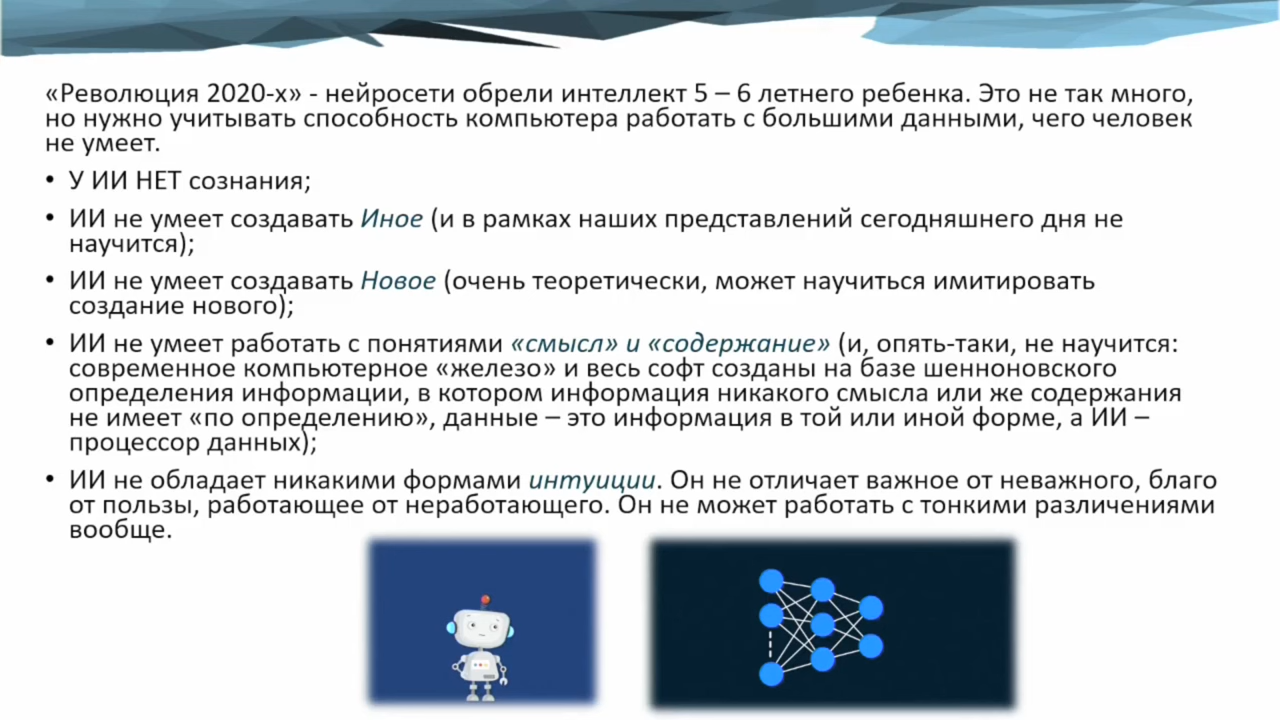 «Революция 2020-х» - нейросети обрели интеллект 5 – 6 летнего ребенка. Это не так много,
но нужно учитывать способность компьютера работать с большими данными, чего человек
не умеет.
• У ИИ НЕТ сознания;
• ИИ не умеет создавать Иное (и в рамках наших представлений сегодняшнего дня не
научится);
• ИИ не умеет создавать Новое (очень теоретически, может научиться имитировать
создание нового);
• ИИ не умеет работать с понятиями «смысл» и «содержание» (и, опять-таки, не научится:
современное компьютерное «железо» и весь софт созданы на базе шенноновского
определения информации, в котором информация никакого смысла или же содержания
не имеет «по определению», данные – это информация в той или иной форме, а ИИ –
процессор данных);
• ИИ не обладает никакими формами интуиции. Он не отличает важное от неважного, благо
от пользы, работающее от неработающего. Он не может работать с тонкими различениями
вообще.